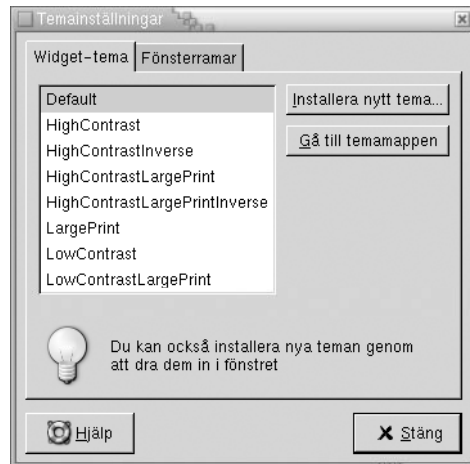 Temainställningar
Widget-tema
Fönsterramar
Default
HighContrast
HighContrastInverse
HighContrastLargePrint
HighContrastLargePrintInverse
LargePrint
LowContrast
LowContrastLargePrint
Installera nytt tema...
Gå till temamappen
Du kan också installera nya teman genom
att dra dem in i fönstret
Hjälp
Stäng